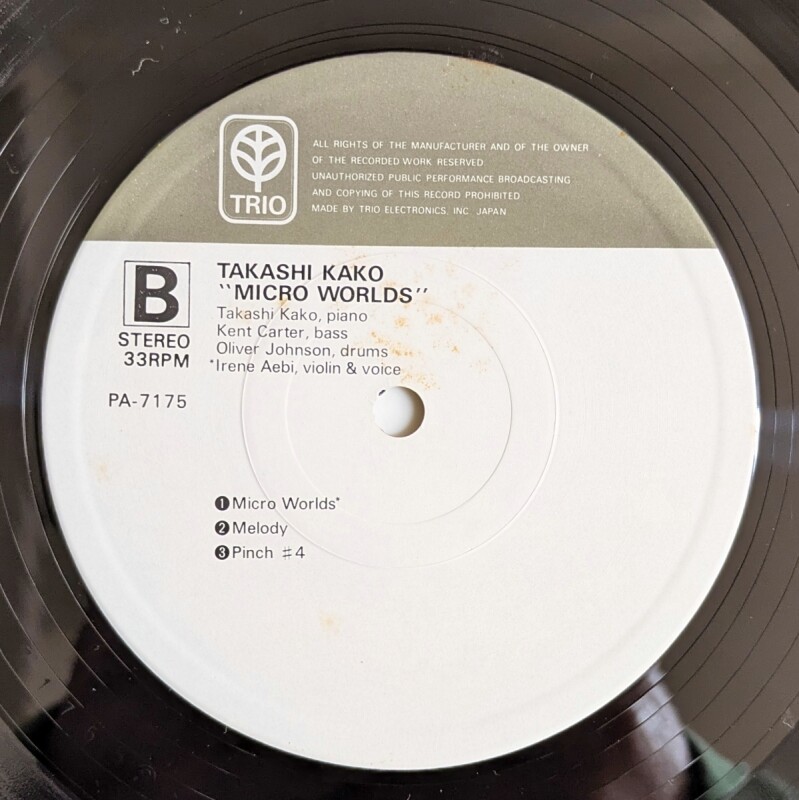 TRIO
ALL RIGHTS OF THE MANUFACTURER AND OF THE OWNER
OF THE RECORDED WORK RESERVED
UNAUTHORIZED PUBLIC PERFORMANCE BROADCASTING
AND COPYING OF THIS RECORD PROHIBITED
MADE BY TRIO ELECTRONICS, INC. JAPAN
B
STEREO
33RPM
PA-7175
TAKASHI KAKO
"MICRO WORLDS"
Takashi Kako, piano
Kent Carter, bass
Oliver Johnson, drums
*Irene Aebi, violin & voice
❶Micro Worlds*
❷Melody
❸Pinch ♯4